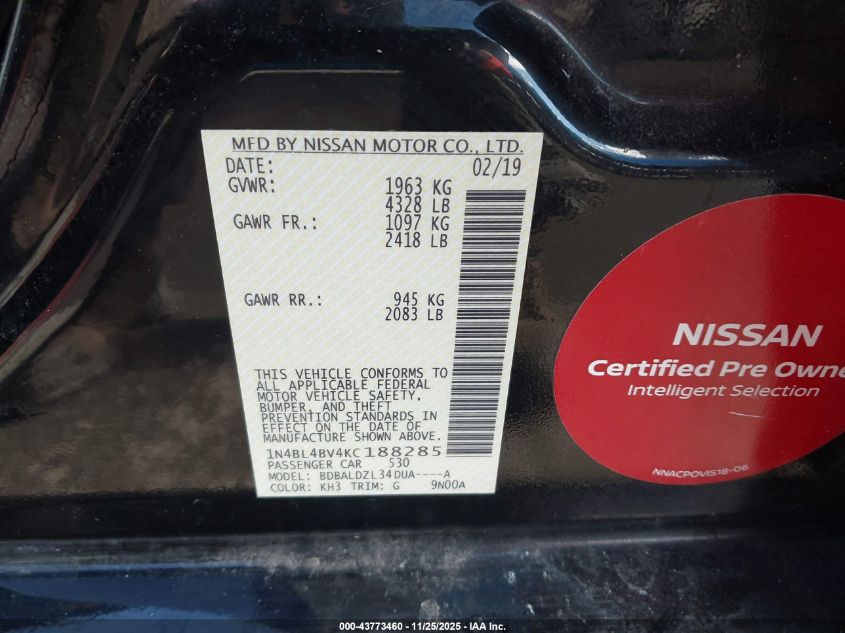 MFD BY NISSAN MOTOR CO., LTD.
DATE: 02/19
GVWR: 1963 KG
4328 LB
GAWR FR.: 1097 KG
2418 LB
GAWR RR.: 945 KG
2083 LB
THIS VEHICLE CONFORMS TO
ALL APPLICABLE FEDERAL
MOTOR VEHICLE SAFETY,
BUMPER, AND THEFT
PREVENTION STANDARDS IN
EFFECT ON THE DATE OF
MANUFACTURE SHOWN ABOVE.
1N4BL4BV4KC188285
PASSENGER CAR 530
MODEL: BDBALDZL34DUA----A
COLOR: KH3 TRIM: G 9N00A
NISSAN
Certified Pre Owne
Intelligent Selection
NNACPOVIS18-06
000-43773460 - 11/25/2025 - IAA Inc.